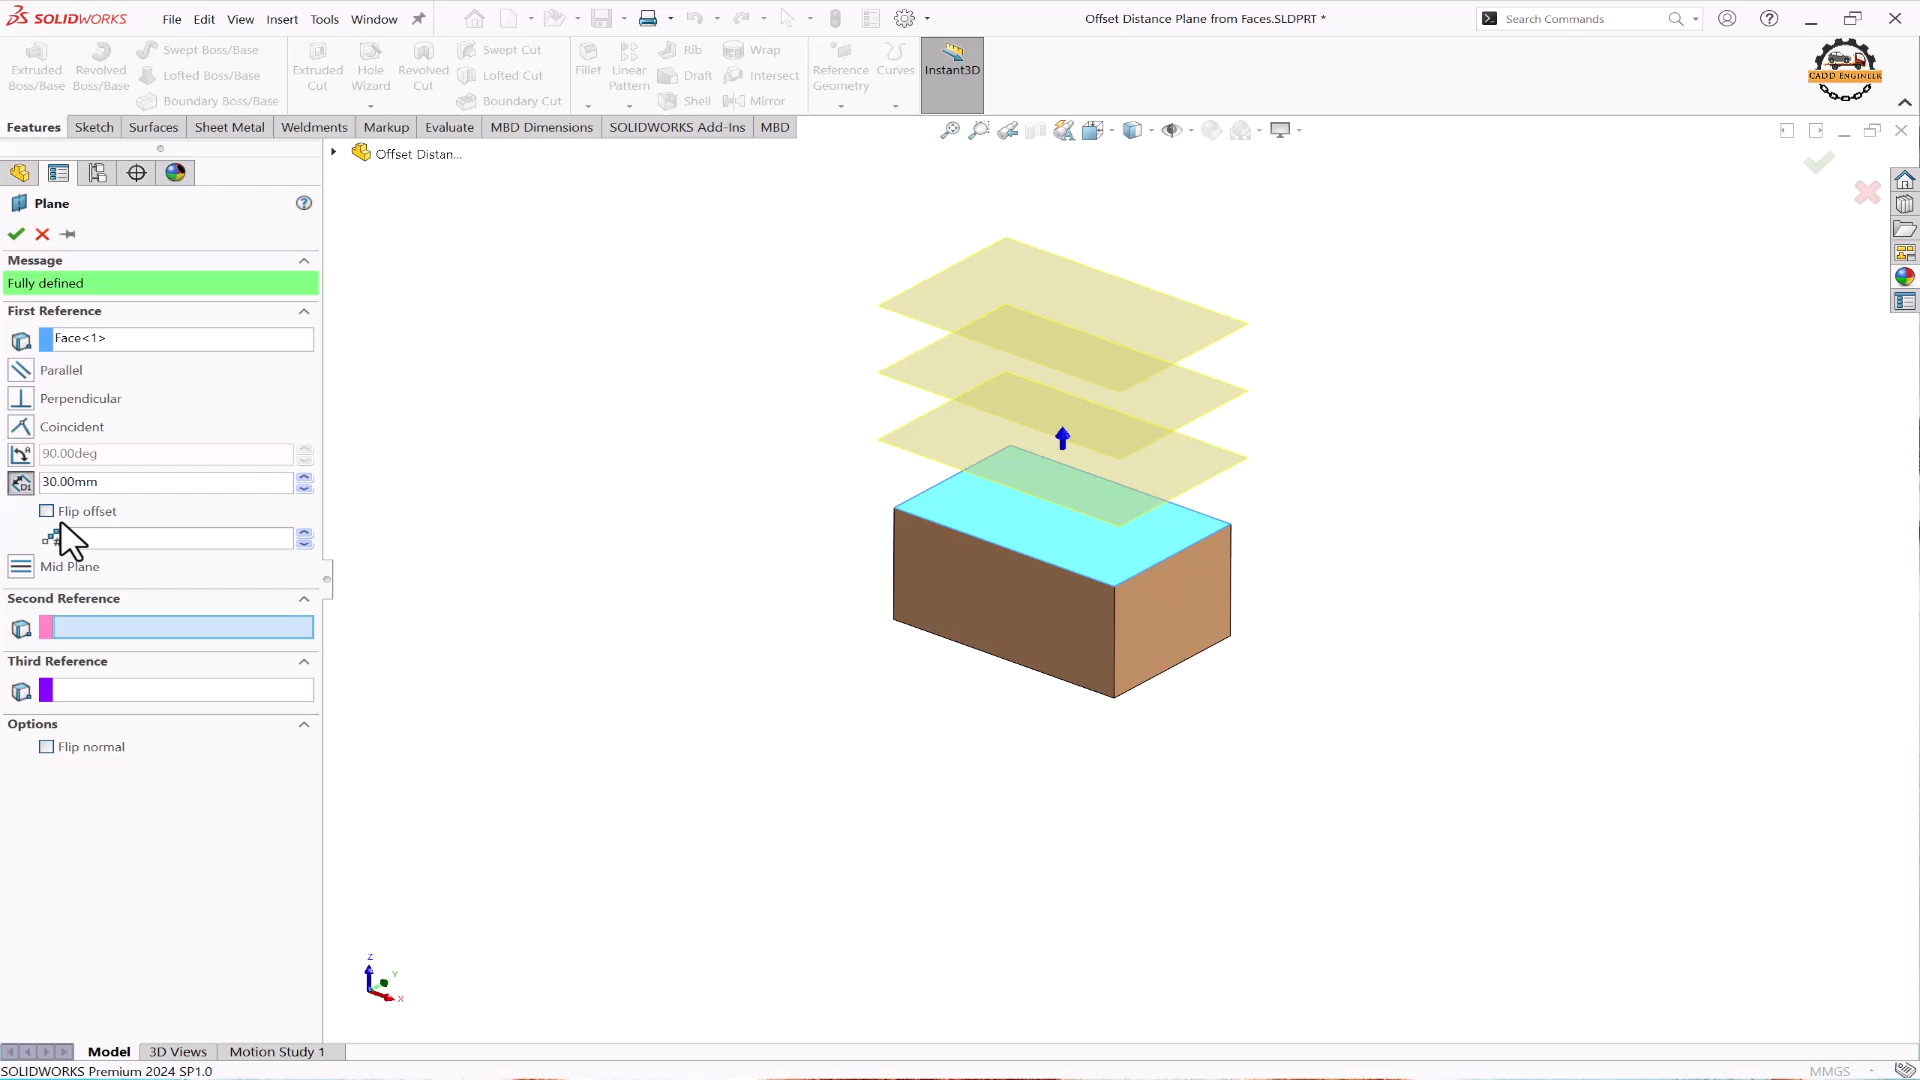 SOLIDWORKS File Edit View Insert Tools Window
Offset Distance Plane from Faces.SLDPRT *
Search Commands
Extruded Boss/Base
Revolved Boss/Base
Swept Boss/Base
Lofted Boss/Base
Boundary Boss/Base
Extruded Cut
Hole Wizard
Revolved Cut
Swept Cut
Lofted Cut
Boundary Cut
Fillet
Linear Pattern
Rib
Draft
Shell
Wrap
Intersect
Mirror
Reference Geometry
Curves
Instant3D
CADD ENGINEER
Features Sketch Surfaces Sheet Metal Weldments Markup Evaluate MBD Dimensions SOLIDWORKS Add-Ins MBD
Offset Distan...
Plane
Message
Fully defined
First Reference
Face<1>
Parallel
Perpendicular
Coincident
90.00deg
30.00mm
Flip offset
Mid Plane
Second Reference
Third Reference
Options
Flip normal
Z
Y
X
Model 3D Views Motion Study 1
SOLIDWORKS Premium 2024 SP1.0
MMGS